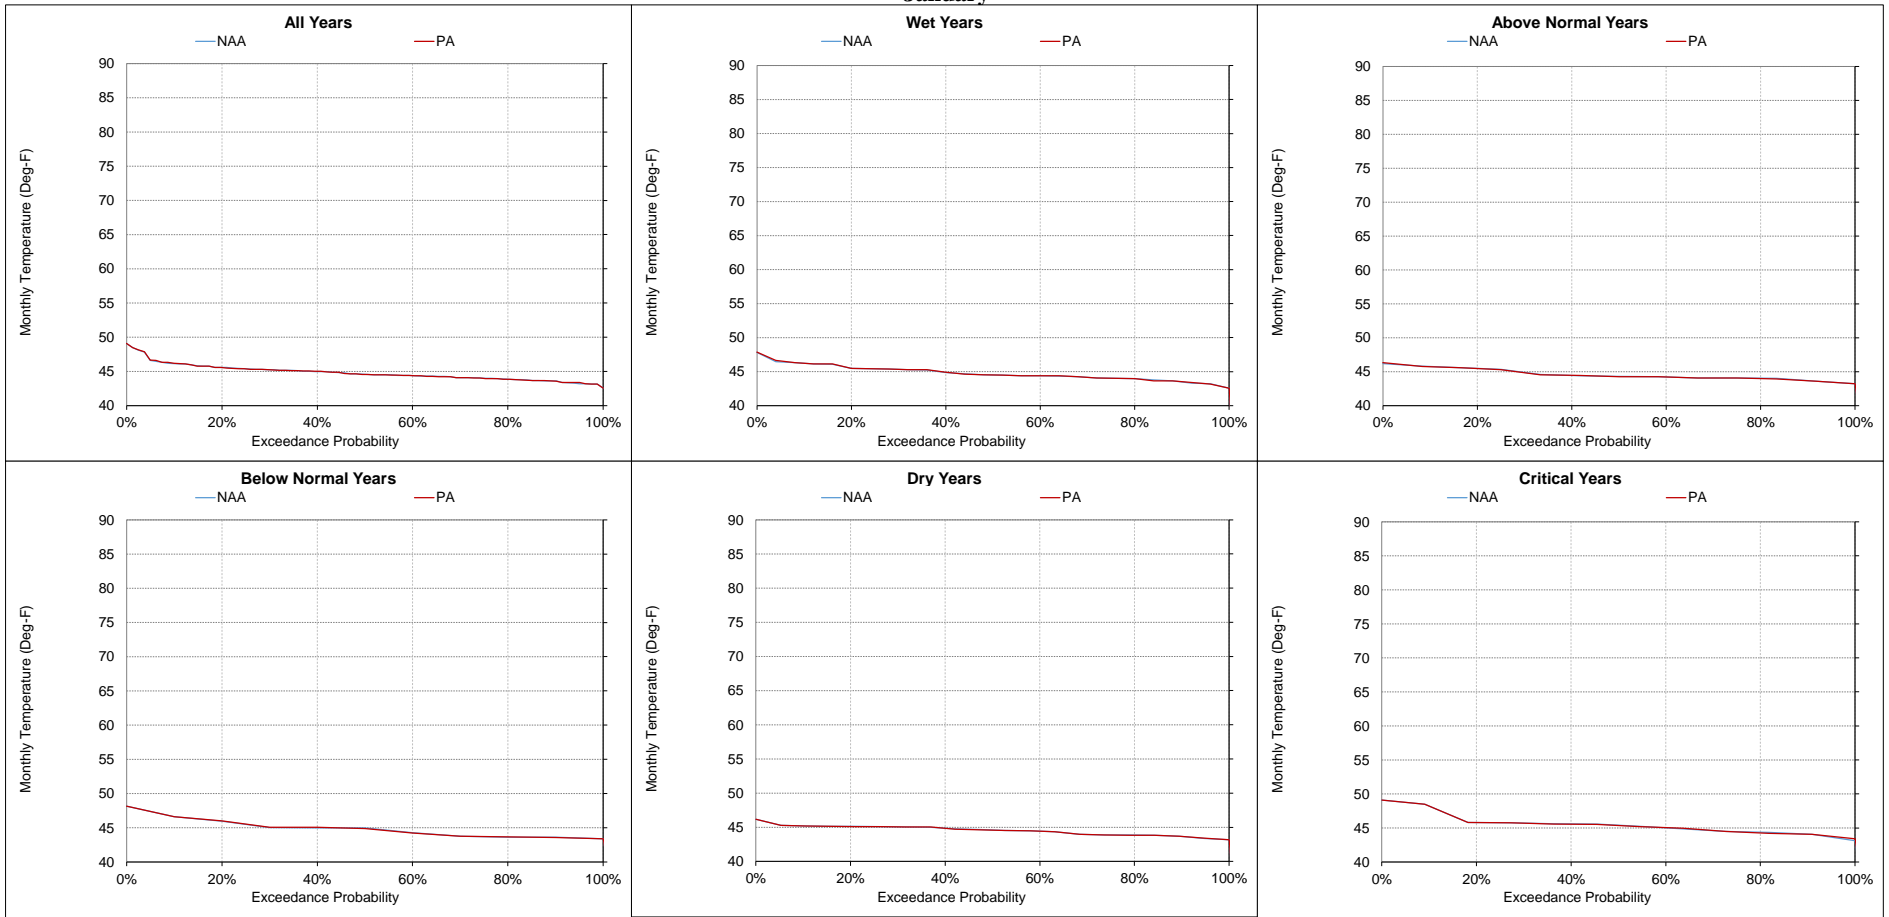 All Years
NAA PA
90
85
80
75
70
65
60
55
50
45
40
0% 20% 40% 60% 80% 100%
Monthly Temperature (Deg-F)
Exceedance Probability
Wet Years
NAA PA
90
85
80
75
70
65
60
55
50
45
40
0% 20% 40% 60% 80% 100%
Monthly Temperature (Deg-F)
Exceedance Probability
Above Normal Years
NAA PA
90
85
80
75
70
65
60
55
50
45
40
0% 20% 40% 60% 80% 100%
Monthly Temperature (Deg-F)
Exceedance Probability
Below Normal Years
NAA PA
90
85
80
75
70
65
60
55
50
45
40
0% 20% 40% 60% 80% 100%
Monthly Temperature (Deg-F)
Exceedance Probability
Dry Years
NAA PA
90
85
80
75
70
65
60
55
50
45
40
0% 20% 40% 60% 80% 100%
Monthly Temperature (Deg-F)
Exceedance Probability
Critical Years
NAA PA
90
85
80
75
70
65
60
55
50
45
40
0% 20% 40% 60% 80% 100%
Monthly Temperature (Deg-F)
Exceedance Probability